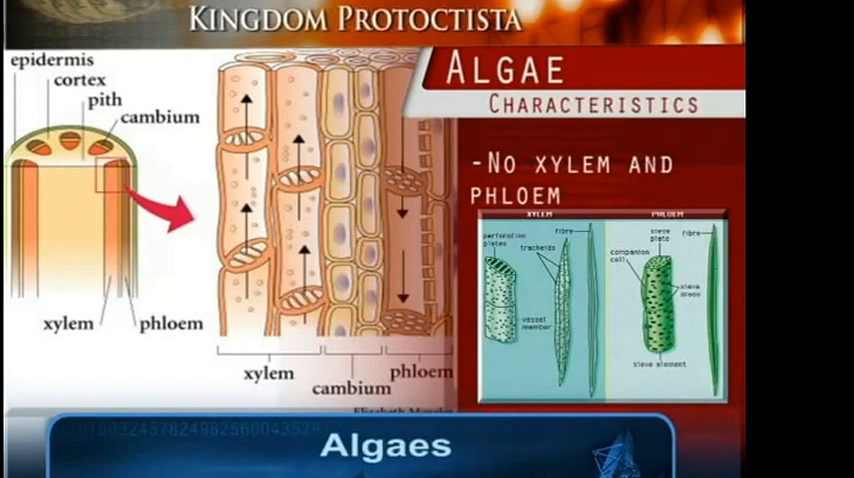 KINGDOM PROTOCTISTA
epidermis
cortex
pith
cambium
xylem
phloem
xylem
cambium
phloem
ALGAE
CHARACTERISTICS
-NO XYLEM AND
PHLOEM
XYLEM
perforation
plates
fibre
tracheids
vessel
member
PHLOEM
sieve
plate
fibre
companion
cell
sieve
areas
sieve element
Algaes